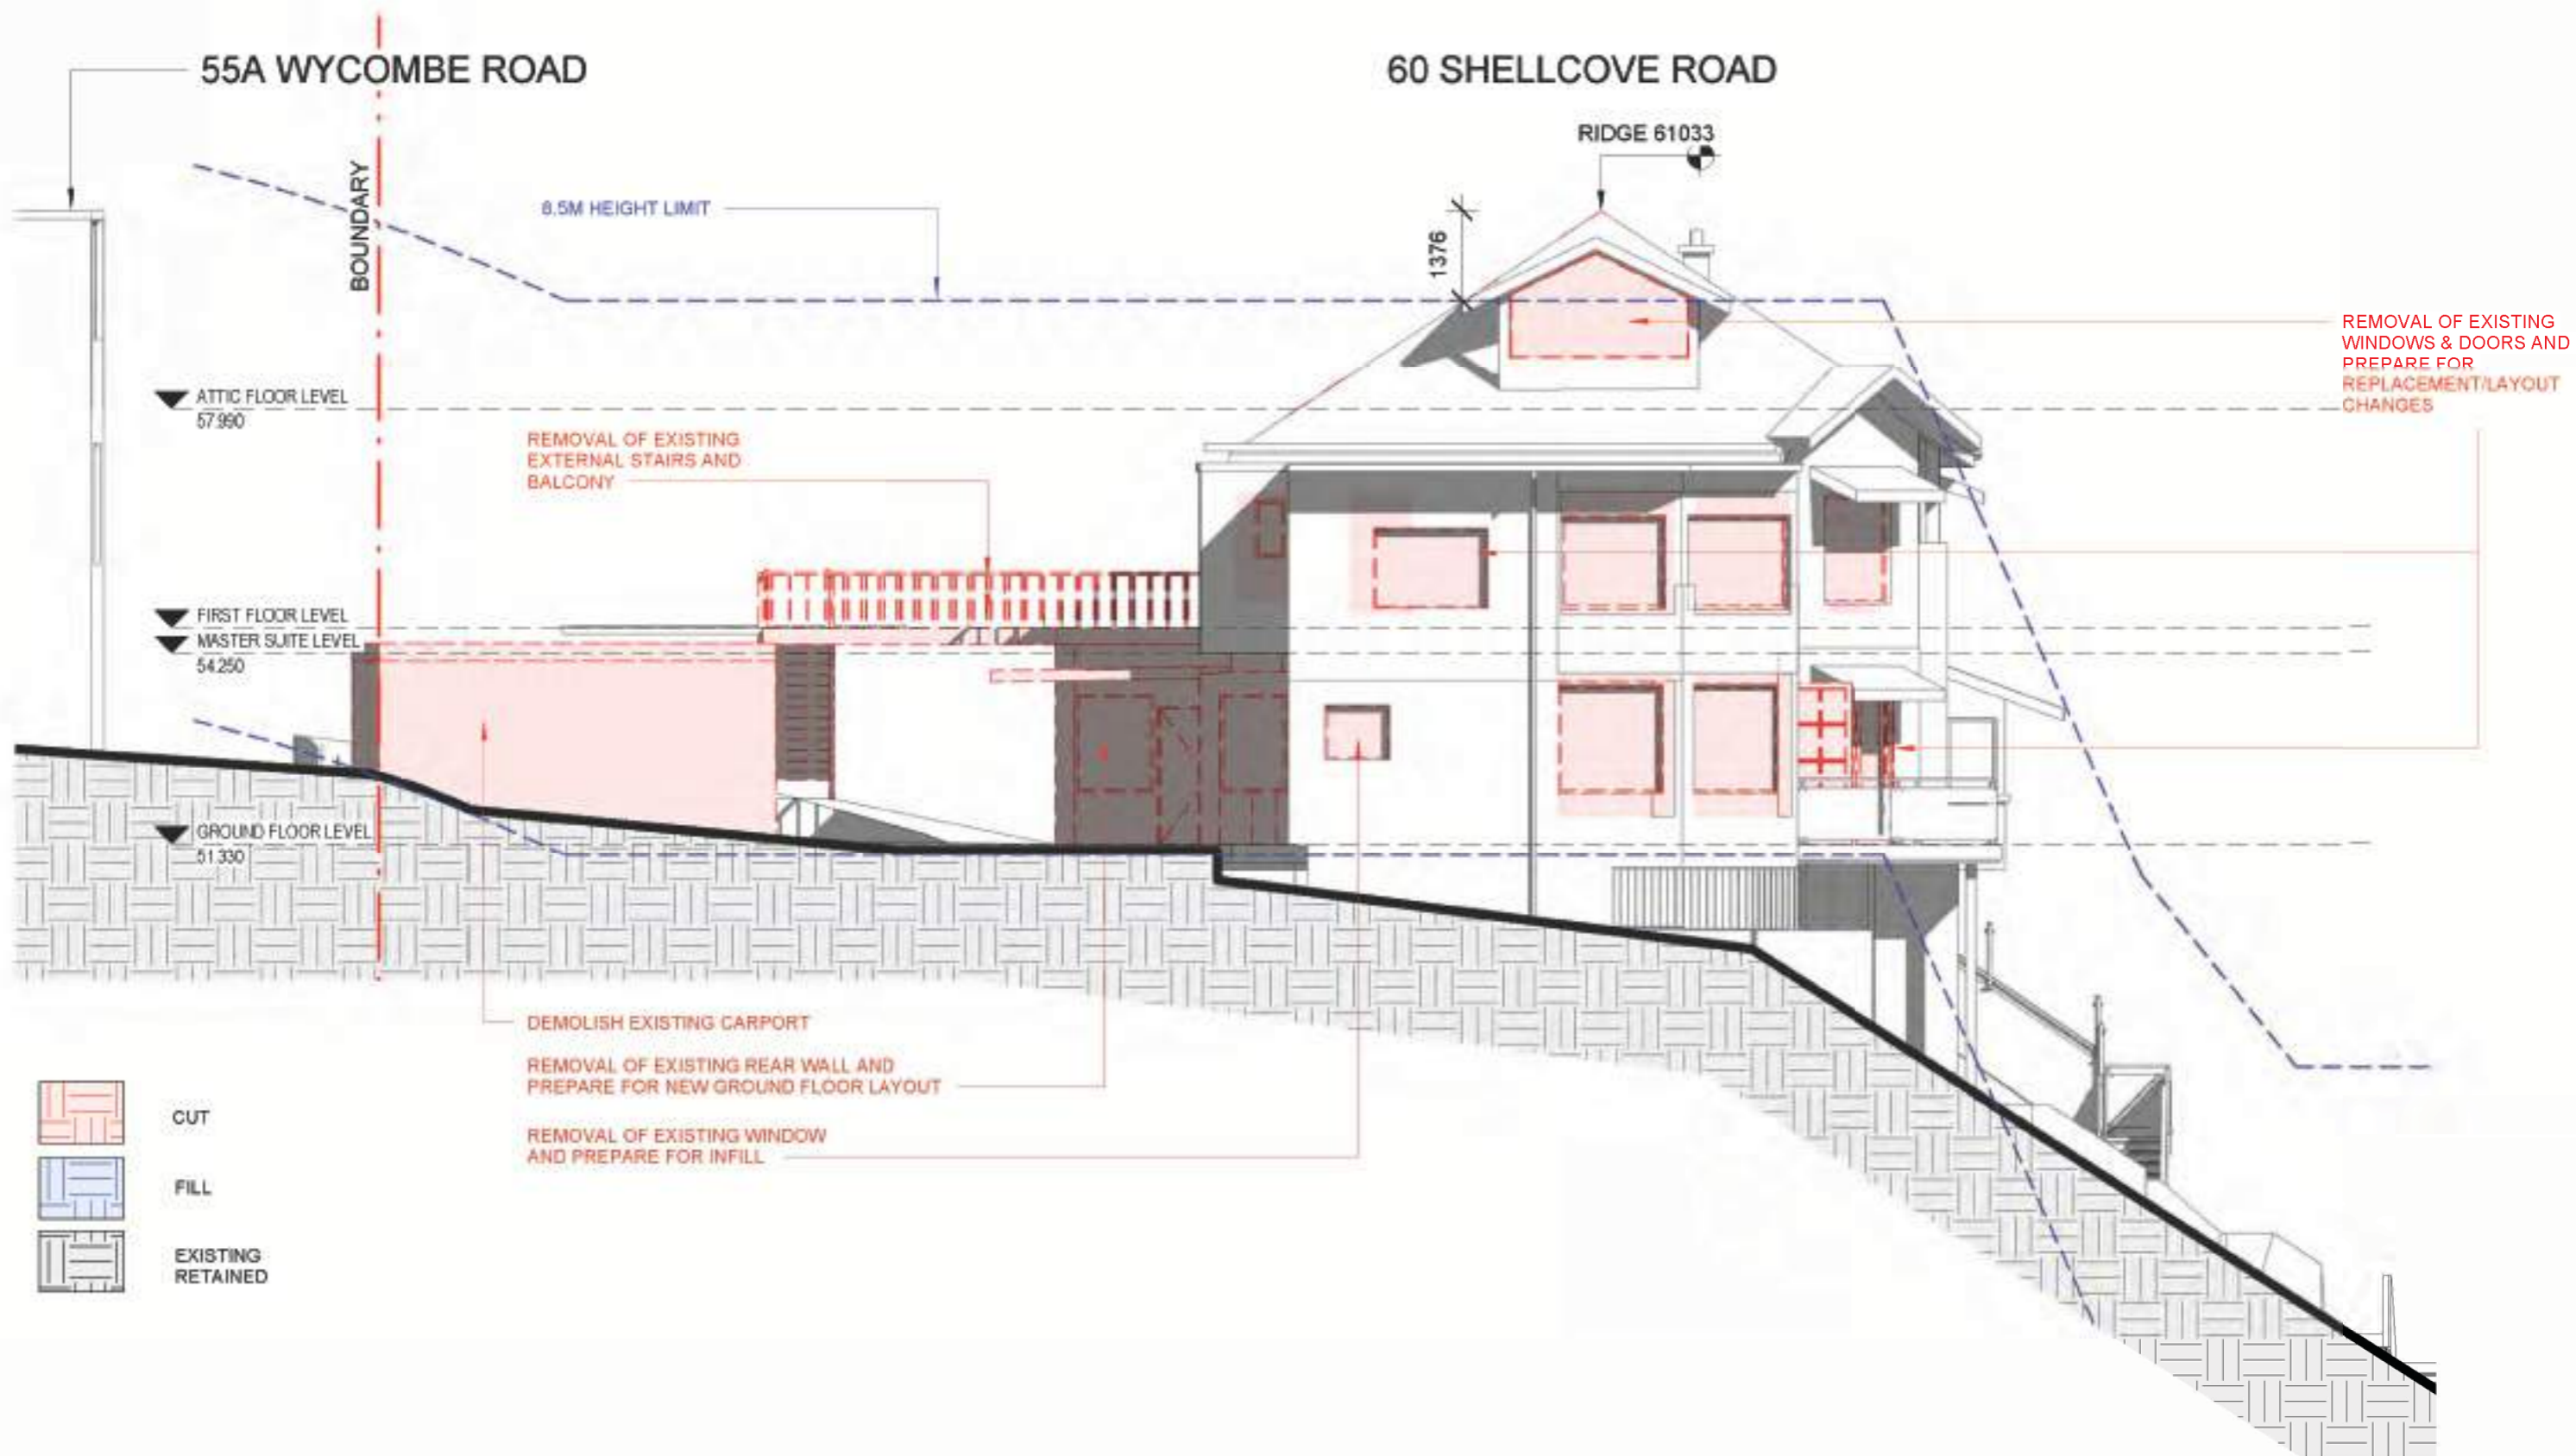 55A WYCOMBE ROAD
60 SHELLCOVE ROAD
RIDGE 61033
BOUNDARY
8.5M HEIGHT LIMIT
1376
REMOVAL OF EXISTING
WINDOWS & DOORS AND
PREPARE FOR
REPLACEMENT/LAYOUT
CHANGES
ATTIC FLOOR LEVEL
57.990
REMOVAL OF EXISTING
EXTERNAL STAIRS AND
BALCONY
FIRST FLOOR LEVEL
MASTER SUITE LEVEL
54.250
GROUND FLOOR LEVEL
51.330
DEMOLISH EXISTING CARPORT
REMOVAL OF EXISTING REAR WALL AND
PREPARE FOR NEW GROUND FLOOR LAYOUT
REMOVAL OF EXISTING WINDOW
AND PREPARE FOR INFILL
CUT
FILL
EXISTING
RETAINED